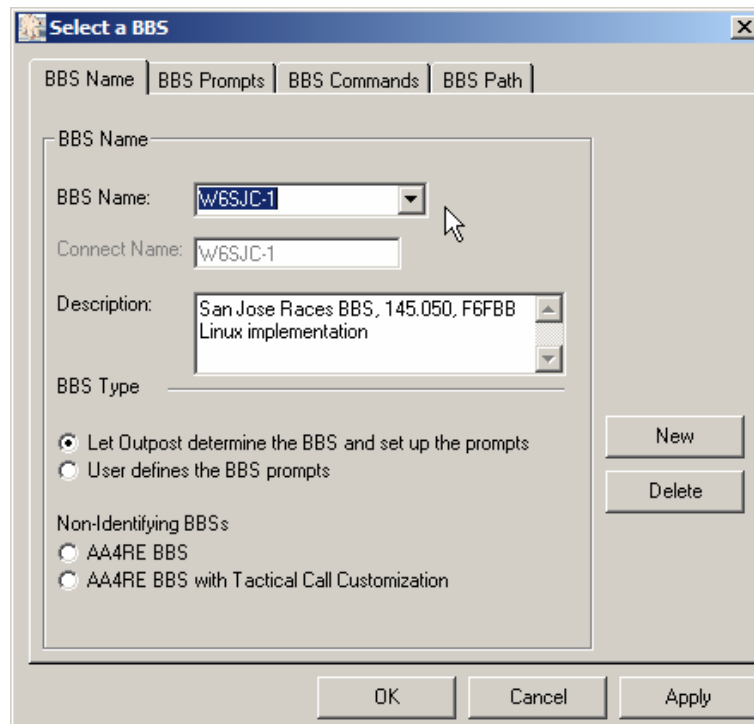 Select a BBS
BBS Name BBS Prompts BBS Commands BBS Path
BBS Name
BBS Name: W6SJC-1
Connect Name: W6SJC-1
Description: San Jose Races BBS, 145.050, F6FBB
Linux implementation
BBS Type
Let Outpost determine the BBS and set up the prompts
User defines the BBS prompts
New
Delete
Non-Identifying BBSs
AA4RE BBS
AA4RE BBS with Tactical Call Customization
OK Cancel Apply